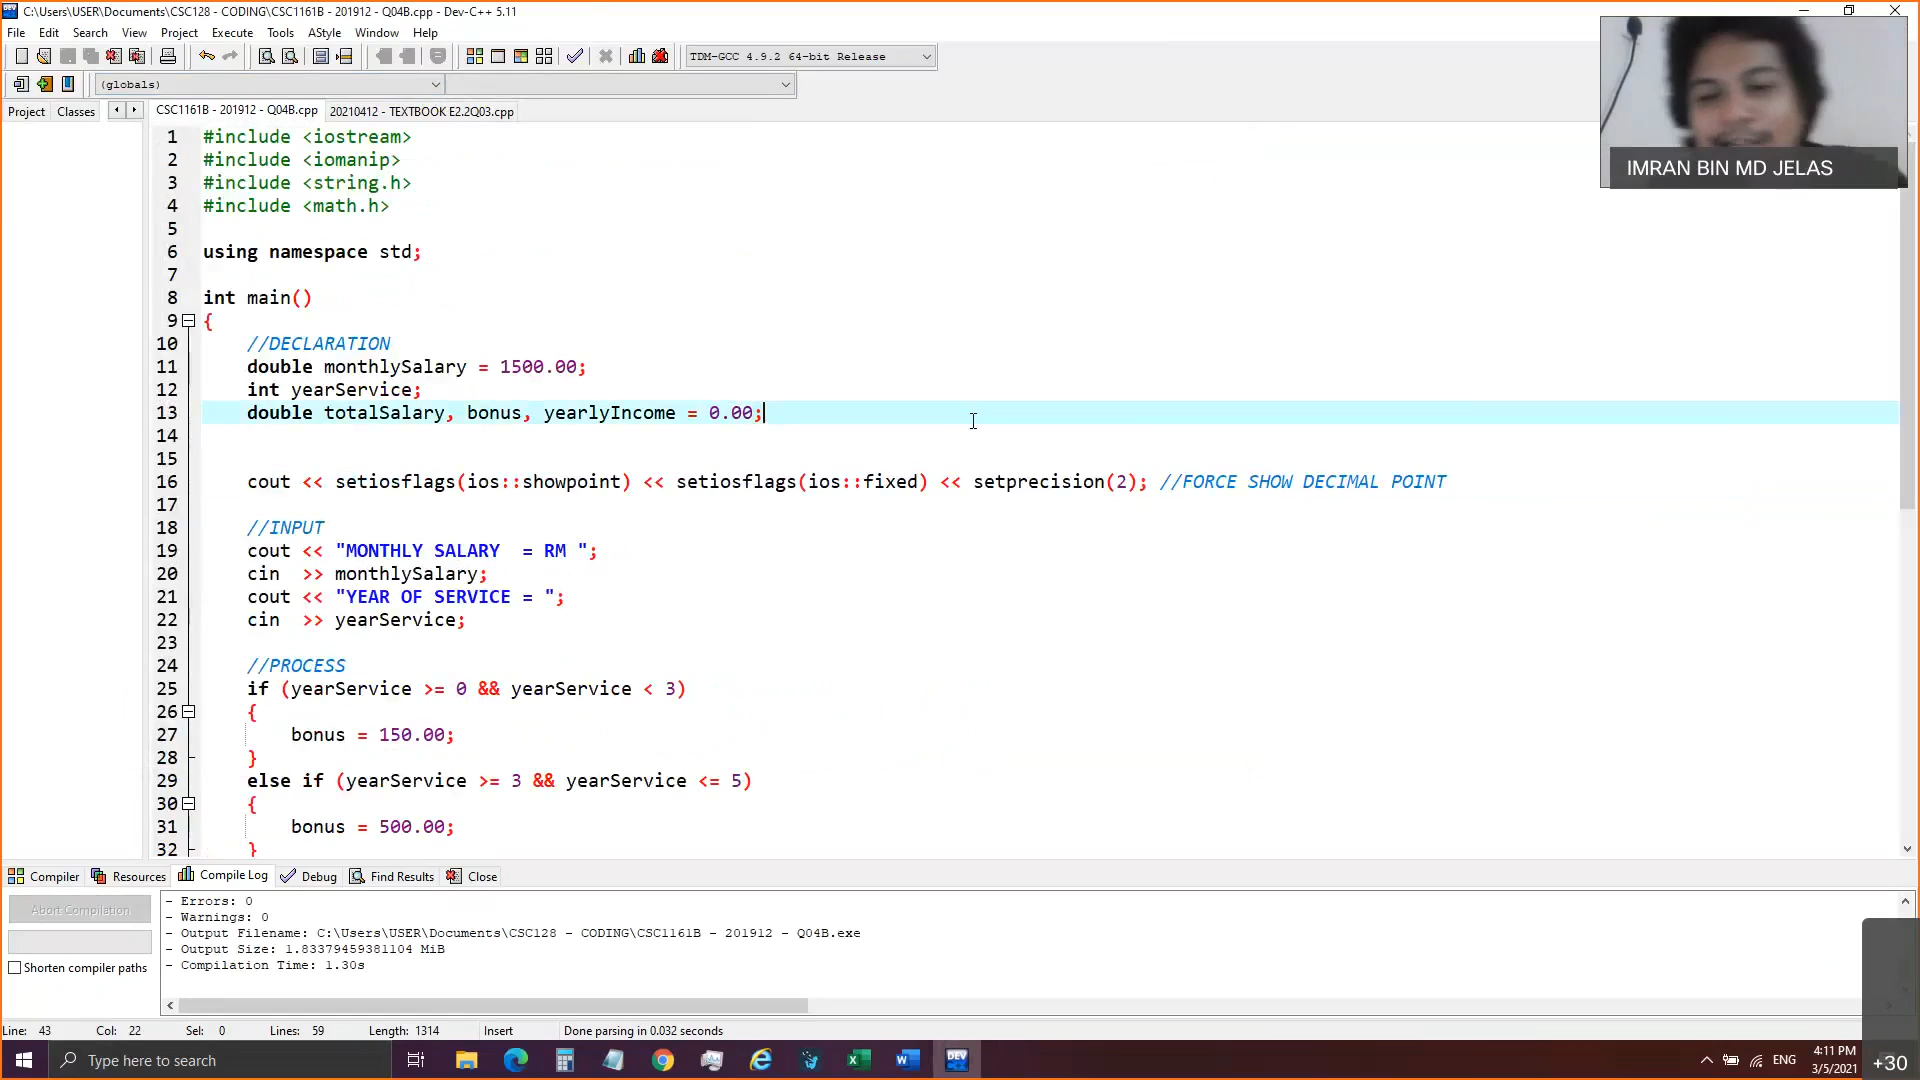 C:\Users\USER\Documents\CSC128 - CODING\CSC1161B - 201912 - Q04B.cpp - Dev-C++ 5.11
File Edit Search View Project Execute Tools AStyle Window Help
TDM-GCC 4.9.2 64-bit Release
(globals)
Project Classes CSC1161B - 201912 - Q04B.cpp 20210412 - TEXTBOOK E2.2Q03.cpp
IMRAN BIN MD JELAS
1 #include <iostream>
2 #include <iomanip>
3 #include <string.h>
4 #include <math.h>
5
6 using namespace std;
7
8 int main()
9 {
10 //DECLARATION
11 double monthlySalary = 1500.00;
12 int yearService;
13 double totalSalary, bonus, yearlyIncome = 0.00;
14
15
16 cout << setiosflags(ios::showpoint) << setiosflags(ios::fixed) << setprecision(2); //FORCE SHOW DECIMAL POINT
17
18 //INPUT
19 cout << "MONTHLY SALARY  = RM ";
20 cin  >> monthlySalary;
21 cout << "YEAR OF SERVICE = ";
22 cin  >> yearService;
23
24 //PROCESS
25 if (yearService >= 0 && yearService < 3)
26 {
27 bonus = 150.00;
28 }
29 else if (yearService >= 3 && yearService <= 5)
30 {
31 bonus = 500.00;
32 }
Compiler Resources Compile Log Debug Find Results Close
Abort Compilation
Shorten compiler paths
- Errors: 0
- Warnings: 0
- Output Filename: C:\Users\USER\Documents\CSC128 - CODING\CSC1161B - 201912 - Q04B.exe
- Output Size: 1.83379459381104 MiB
- Compilation Time: 1.30s
Line: 43 Col: 22 Sel: 0 Lines: 59 Length: 1314 Insert Done parsing in 0.032 seconds
Type here to search
DEV
ENG
4:11 PM
3/5/2021
+30